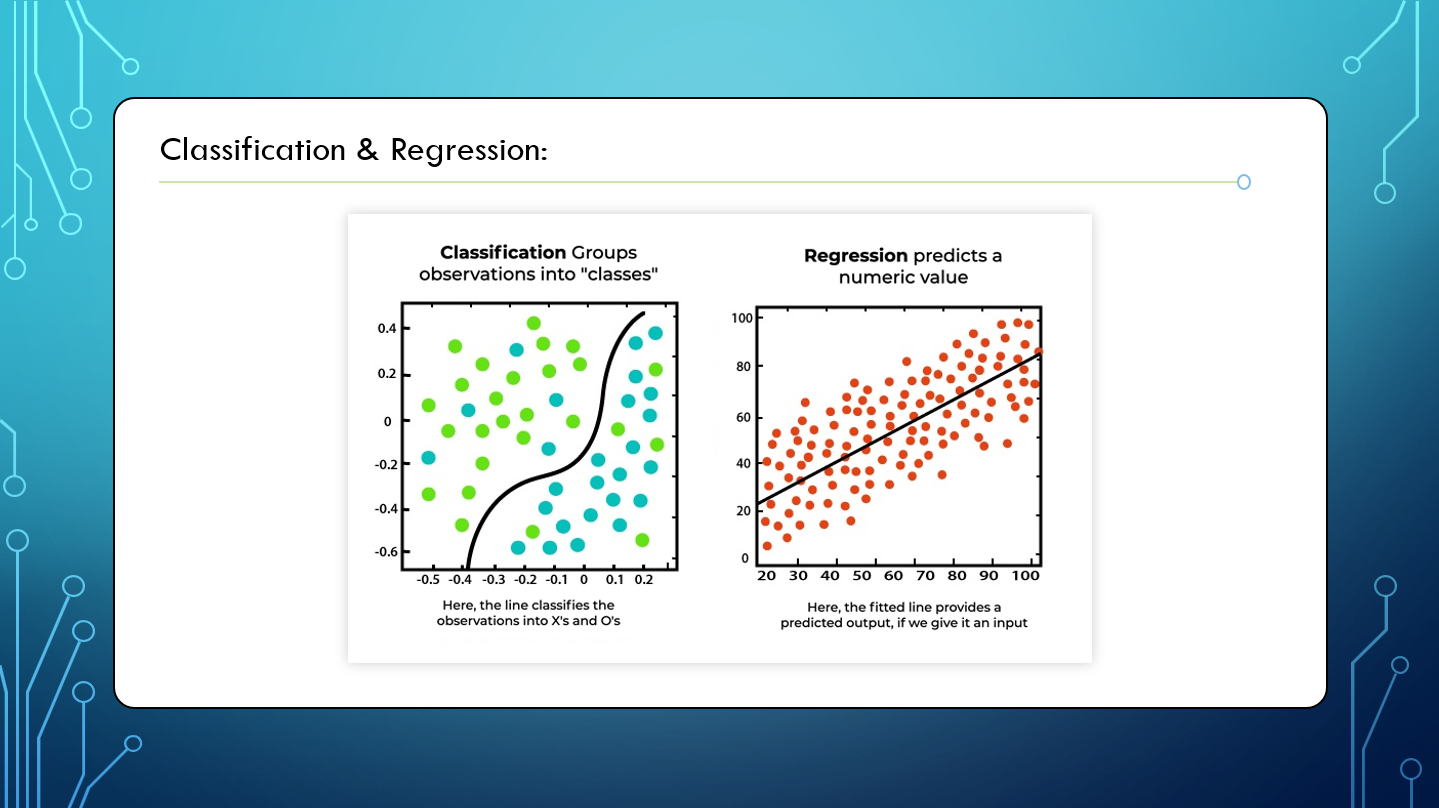 Classification & Regression:
Classification Groups
observations into "classes"
0.4
0.2
0
-0.2
-0.4
-0.6
-0.5 -0.4 -0.3 -0.2 -0.1 0 0.1 0.2
Here, the line classifies the
observations into X's and O's
Regression predicts a
numeric value
100
80
60
40
20
0
20 30 40 50 60 70 80 90 100
Here, the fitted line provides a
predicted output, if we give it an input